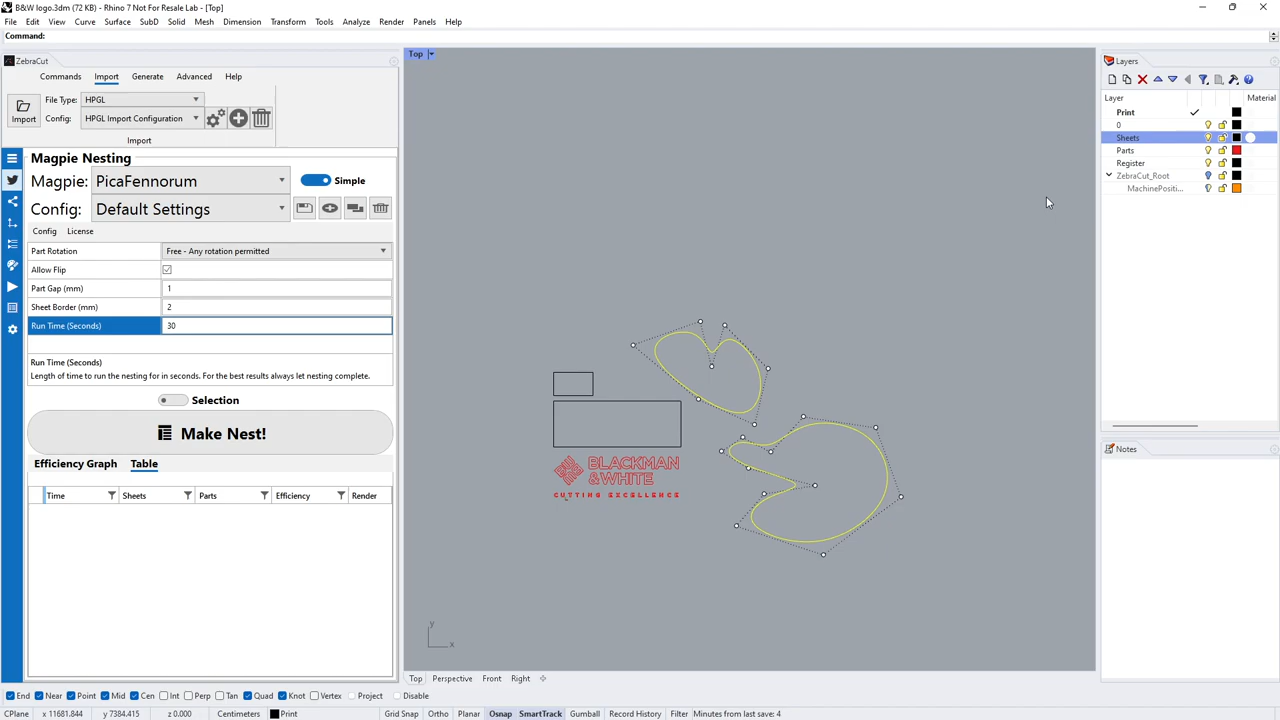 B&W logo.3dm (72 KB) - Rhino 7 Not For Resale Lab - [Top]
File Edit View Curve Surface SubD Solid Mesh Dimension Transform Tools Analyze Render Panels Help
Command:
ZebraCut
Commands Import Generate Advanced Help
Import
File Type: HPGL
Config: HPGL Import Configuration
Import
Magpie Nesting
Magpie: PicaFennorum Simple
Config: Default Settings
Config License
Part Rotation Free - Any rotation permitted
Allow Flip
Part Gap (mm) 1
Sheet Border (mm) 2
Run Time (Seconds) 30
Run Time (Seconds)
Length of time to run the nesting for in seconds. For the best results always let nesting complete.
Selection
Make Nest!
Efficiency Graph Table
Time Sheets Parts Efficiency Render
Top
BLACKMAN
&WHITE
CUTTING EXCELLENCE
y
x
Top Perspective Front Right
Layers
Layer Material
Print
0
Sheets
Parts
Register
ZebraCut_Root
MachinePositi...
Notes
End Near Point Mid Cen Int Perp Tan Quad Knot Vertex Project Disable
CPlane x 11681.844 y 7384.415 z 0.000 Centimeters Print Grid Snap Ortho Planar Osnap SmartTrack Gumball Record History Filter Minutes from last save: 4